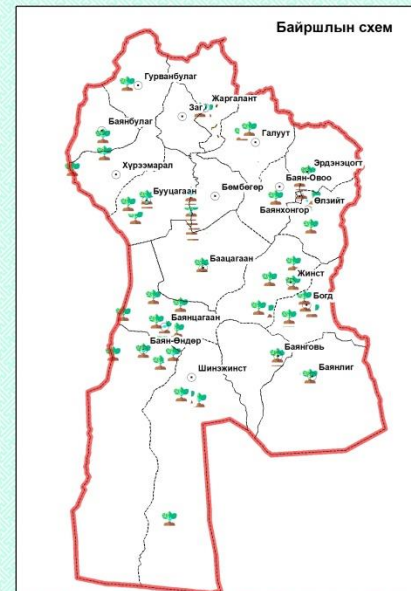 Байршлын схем
Гурванбулаг
Жаргалант
Заг
Баянбулаг
Галуут
Эрдэнэцогт
Хүрээмарал
Баян-Овоо
Бууцагаан
Бөмбөгөр
Өлзийт
Баянхонгор
Баацагаан
Жинст
Богд
Баянцагаан
Баян-Өндөр
Баянговь
Шинэжинст
Баянлиг